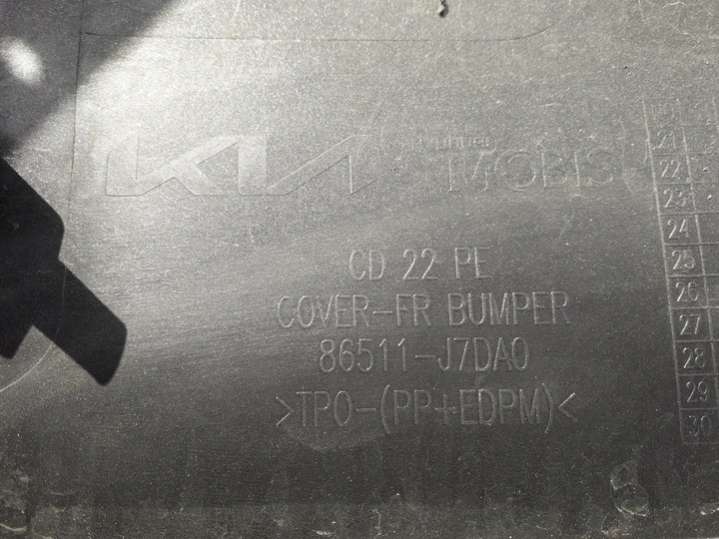 KIA
MOBIS
21
22
23
24
25
26
27
28
29
30
CD 22 PE
COVER-FR BUMPER
86511-J7DA0
>TPO-(PP+EDPM)<